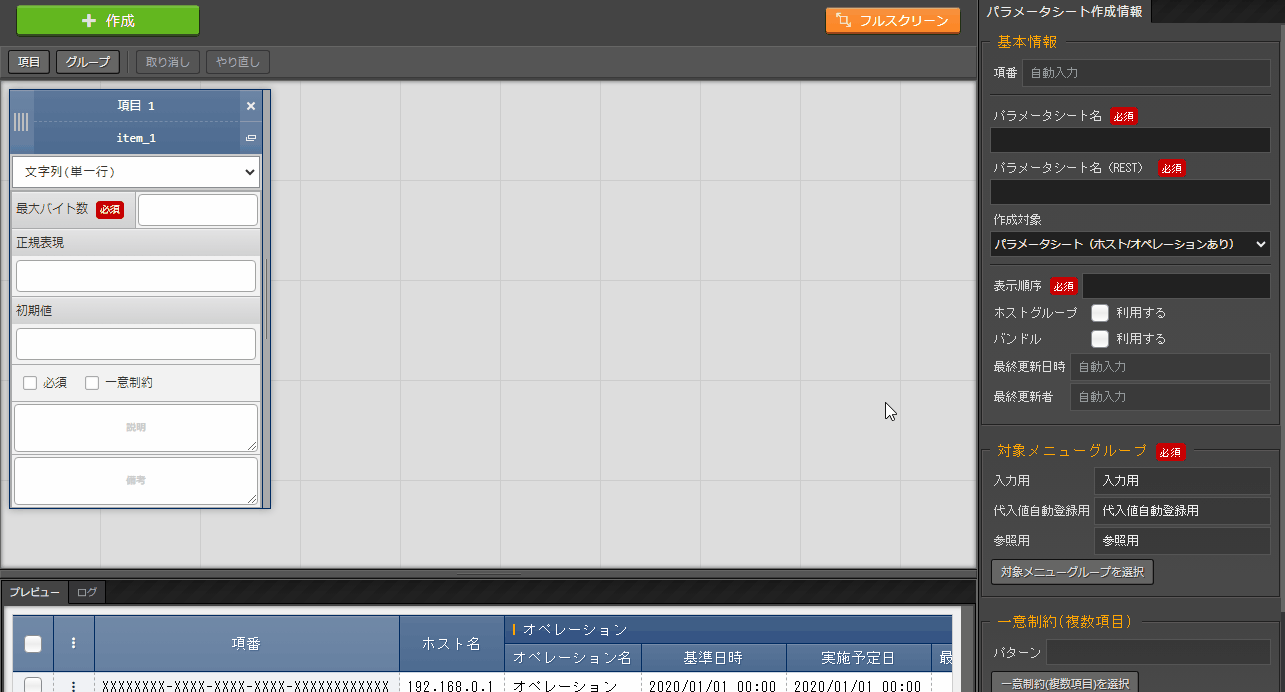 作成
フルスクリーン
項目 グループ 取り消し やり直し
項目 1
item_1
文字列(単一行)
最大バイト数 必須
正規表現
初期値
必須 一意制約
説明
備考
プレビュー ログ
項番 ホスト名 オペレーション
オペレーション名 基準日時 実施予定日 最
XXXXXXXX-XXXX-XXXX-XXXX-XXXXXXXXXXXX 192.168.0.1 オペレーション 2020/01/01 00:00 2020/01/01 00:00
パラメータシート作成情報
基本情報
項番 自動入力
パラメータシート名 必須
パラメータシート名（REST） 必須
作成対象
パラメータシート（ホスト/オペレーションあり）
表示順序 必須
ホストグループ 利用する
バンドル 利用する
最終更新日時 自動入力
最終更新者 自動入力
対象メニューグループ 必須
入力用 入力用
代入値自動登録用 代入値自動登録用
参照用 参照用
対象メニューグループを選択
一意制約(複数項目)
パターン
一意制約(複数項目)を選択